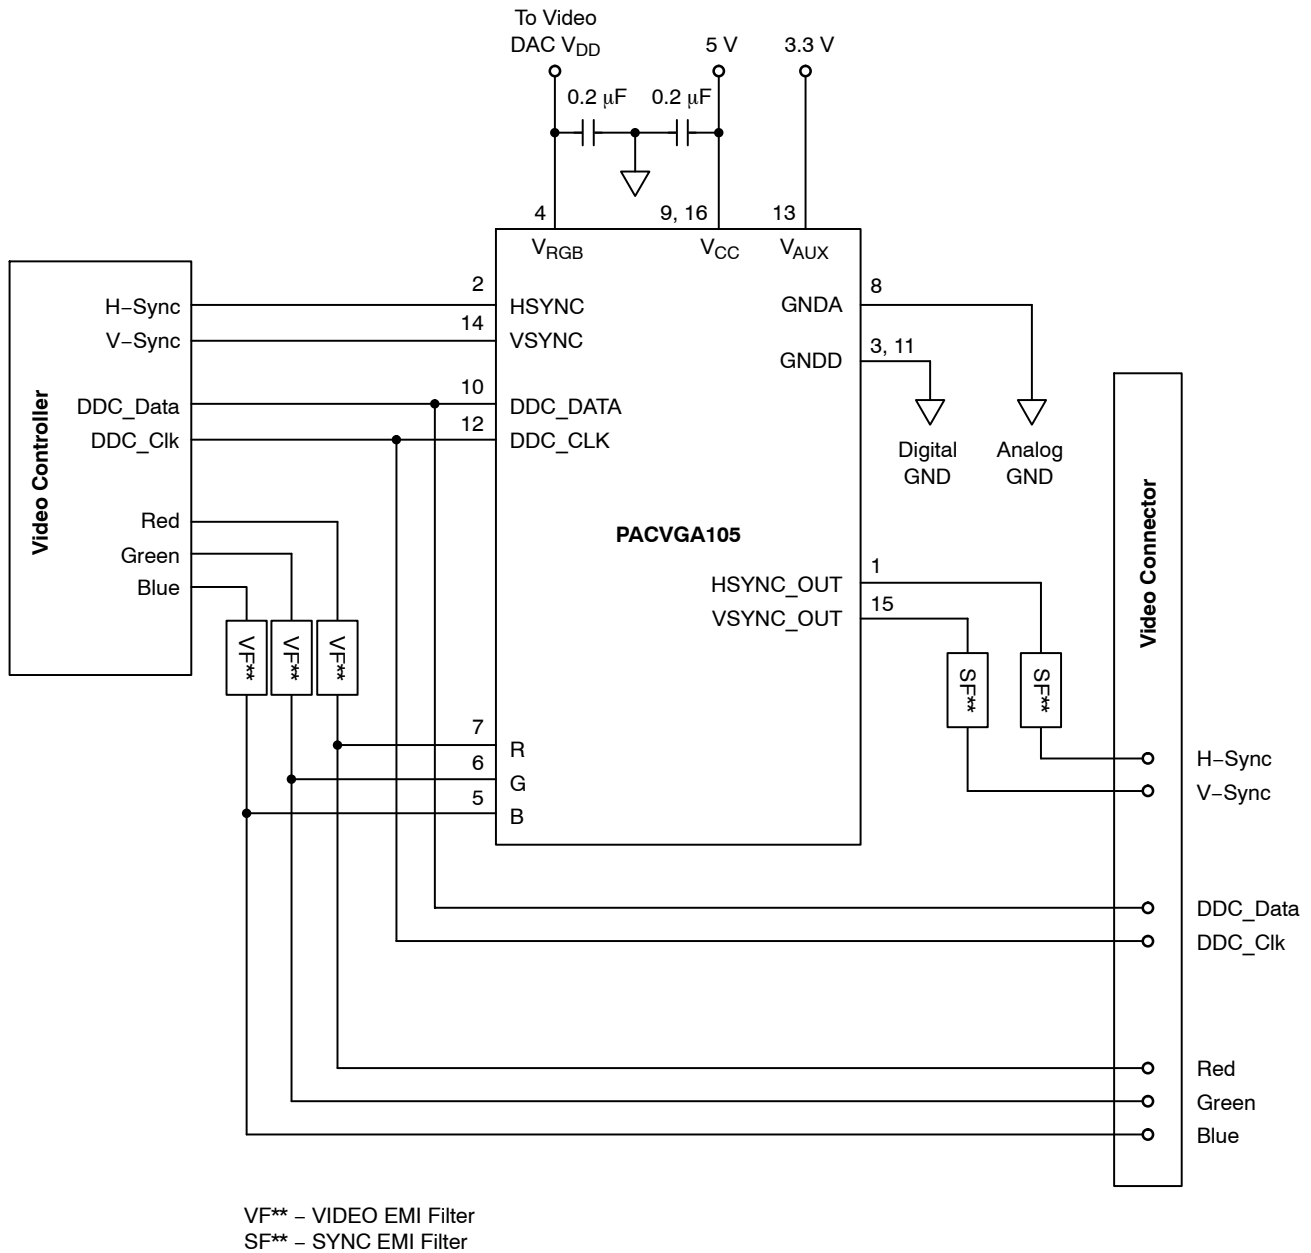 To Video
DAC VDD
5 V
3.3 V
0.2 μF
0.2 μF
4
9, 16
13
VRGB
VCC
VAUX
Video Controller
H−Sync
V−Sync
DDC_Data
DDC_Clk
Red
Green
Blue
2
HSYNC
14
VSYNC
10
DDC_DATA
12
DDC_CLK
GNDA
8
GNDD
3, 11
Digital
GND
Analog
GND
PACVGA105
HSYNC_OUT
1
VSYNC_OUT
15
VF**
VF**
VF**
SF**
SF**
7
R
6
G
5
B
Video Connector
H−Sync
V−Sync
DDC_Data
DDC_Clk
Red
Green
Blue
VF** − VIDEO EMI Filter
SF** − SYNC EMI Filter